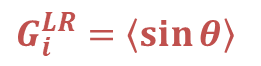 G_i^{LR} = ⟨sin θ⟩